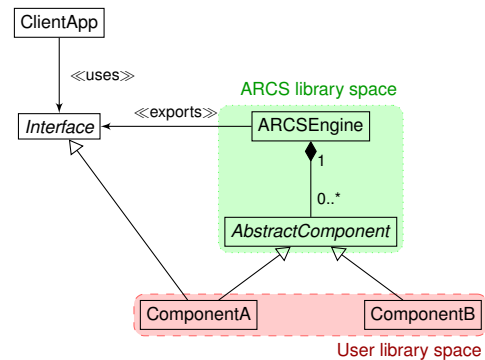 ClientApp
≪uses≫
ARCS library space
Interface
≪exports≫
ARCSEngine
1
0..*
AbstractComponent
ComponentA
ComponentB
User library space